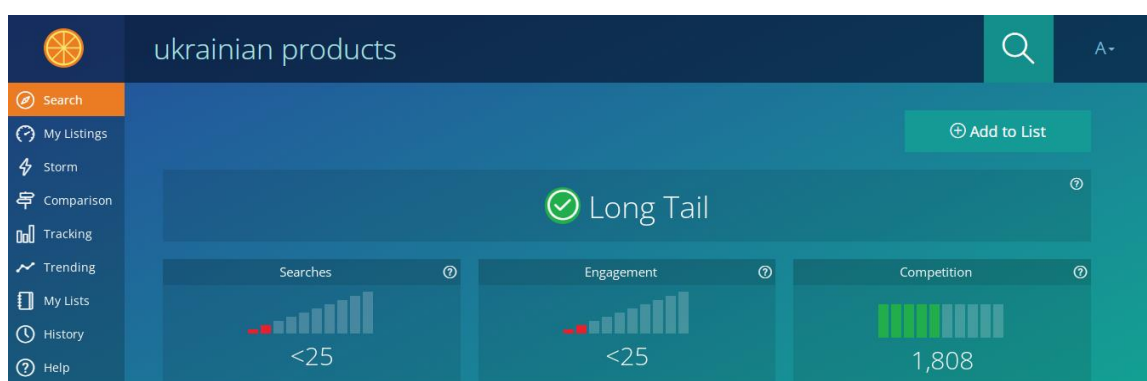 ukrainian products
A
Search
My Listings
Storm
Comparison
Tracking
Trending
My Lists
History
Help
Add to List
Long Tail
Searches
Engagement
Competition
<25
<25
1,808